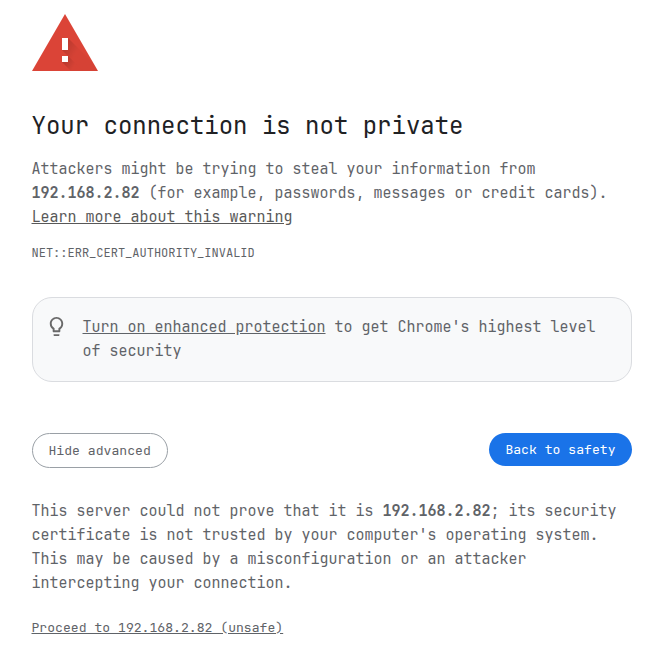 Your connection is not private
Attackers might be trying to steal your information from
192.168.2.82 (for example, passwords, messages or credit cards).
Learn more about this warning
NET::ERR_CERT_AUTHORITY_INVALID
Turn on enhanced protection to get Chrome's highest level
of security
Hide advanced
Back to safety
This server could not prove that it is 192.168.2.82; its security
certificate is not trusted by your computer's operating system.
This may be caused by a misconfiguration or an attacker
intercepting your connection.
Proceed to 192.168.2.82 (unsafe)